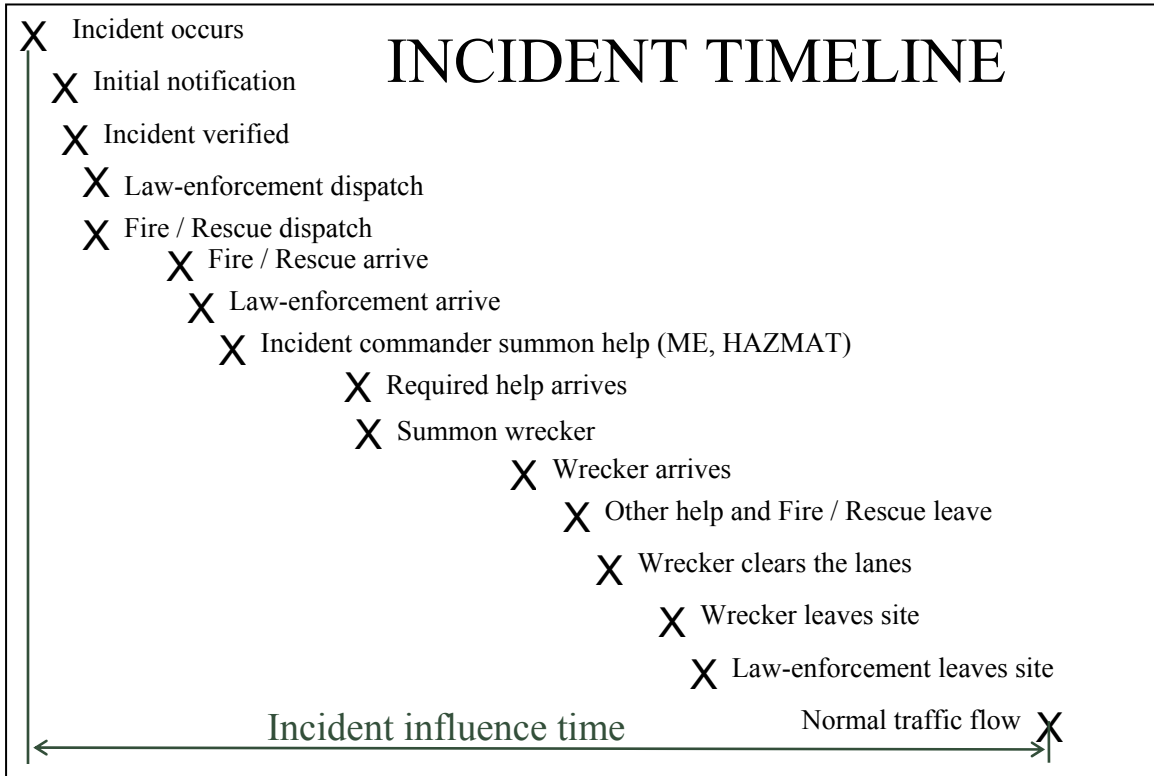 Incident occurs
INCIDENT TIMELINE
X
Initial notification
X
Incident verified
X
Law-enforcement dispatch
X
Fire / Rescue dispatch
X
Fire / Rescue arrive
X
Law-enforcement arrive
X
Incident commander summon help (ME, HAZMAT)
X
Required help arrives
X
Summon wrecker
X
Wrecker arrives
X
Other help and Fire / Rescue leave
X
Wrecker clears the lanes
X
Wrecker leaves site
X
Law-enforcement leaves site
X
Normal traffic flow
X
Incident influence time